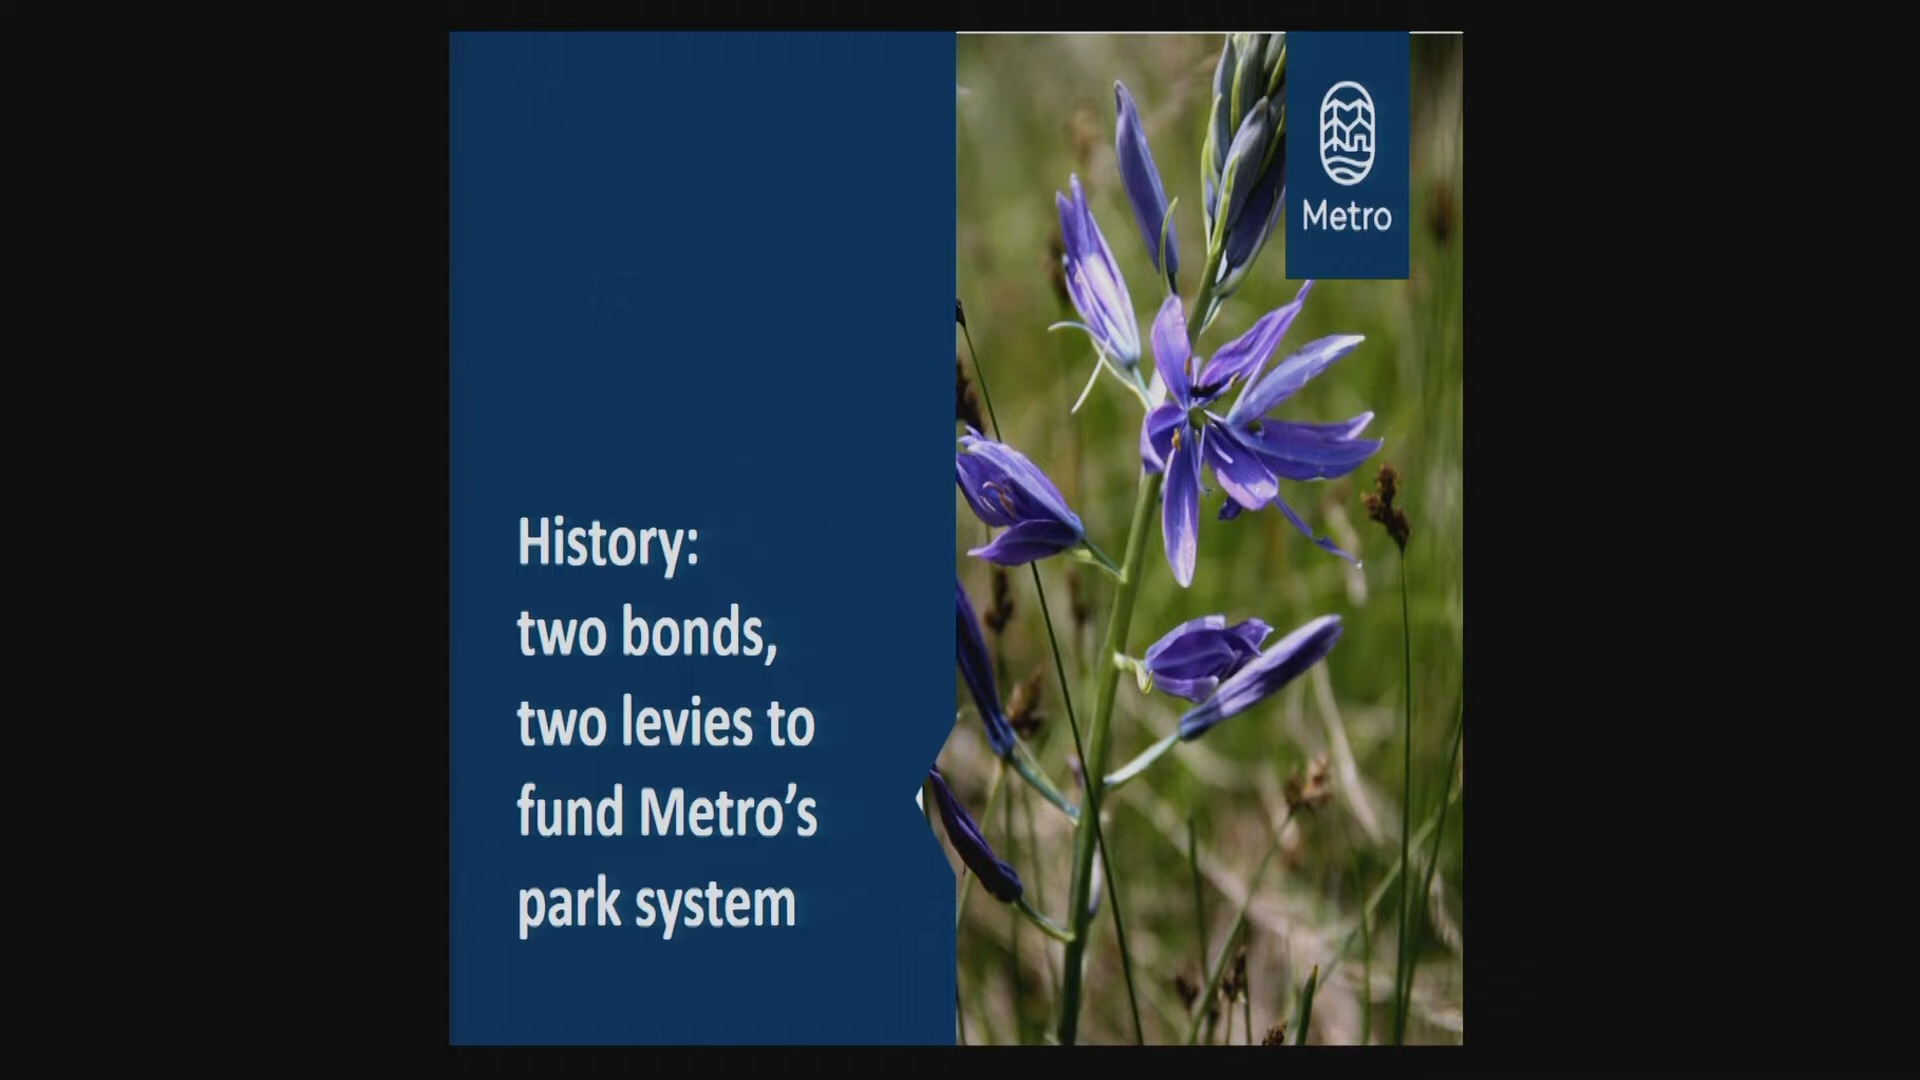 Metro
History:
two bonds,
two levies to
fund Metro’s
park system